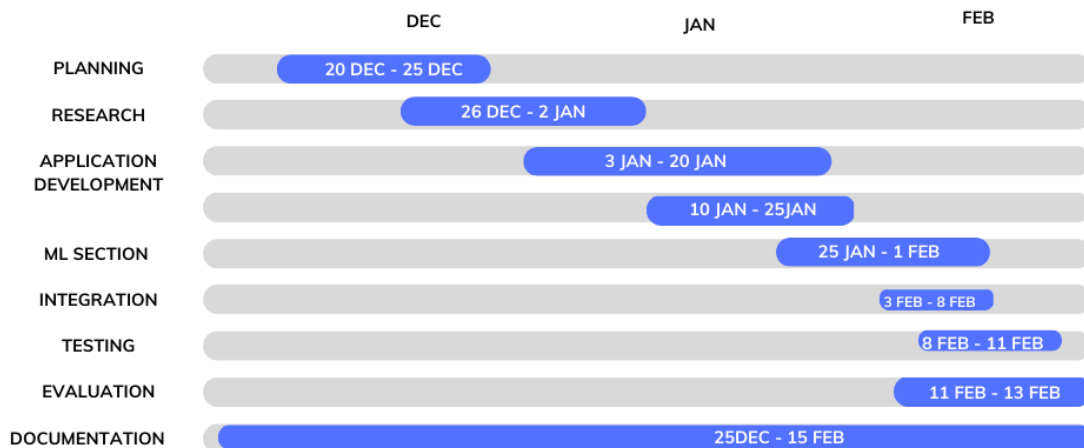 DEC JAN FEB
PLANNING 20 DEC - 25 DEC
RESEARCH 26 DEC - 2 JAN
APPLICATION 3 JAN - 20 JAN
DEVELOPMENT
10 JAN - 25JAN
ML SECTION 25 JAN - 1 FEB
INTEGRATION 3 FEB - 8 FEB
TESTING 8 FEB - 11 FEB
EVALUATION 11 FEB - 13 FEB
DOCUMENTATION 25DEC - 15 FEB